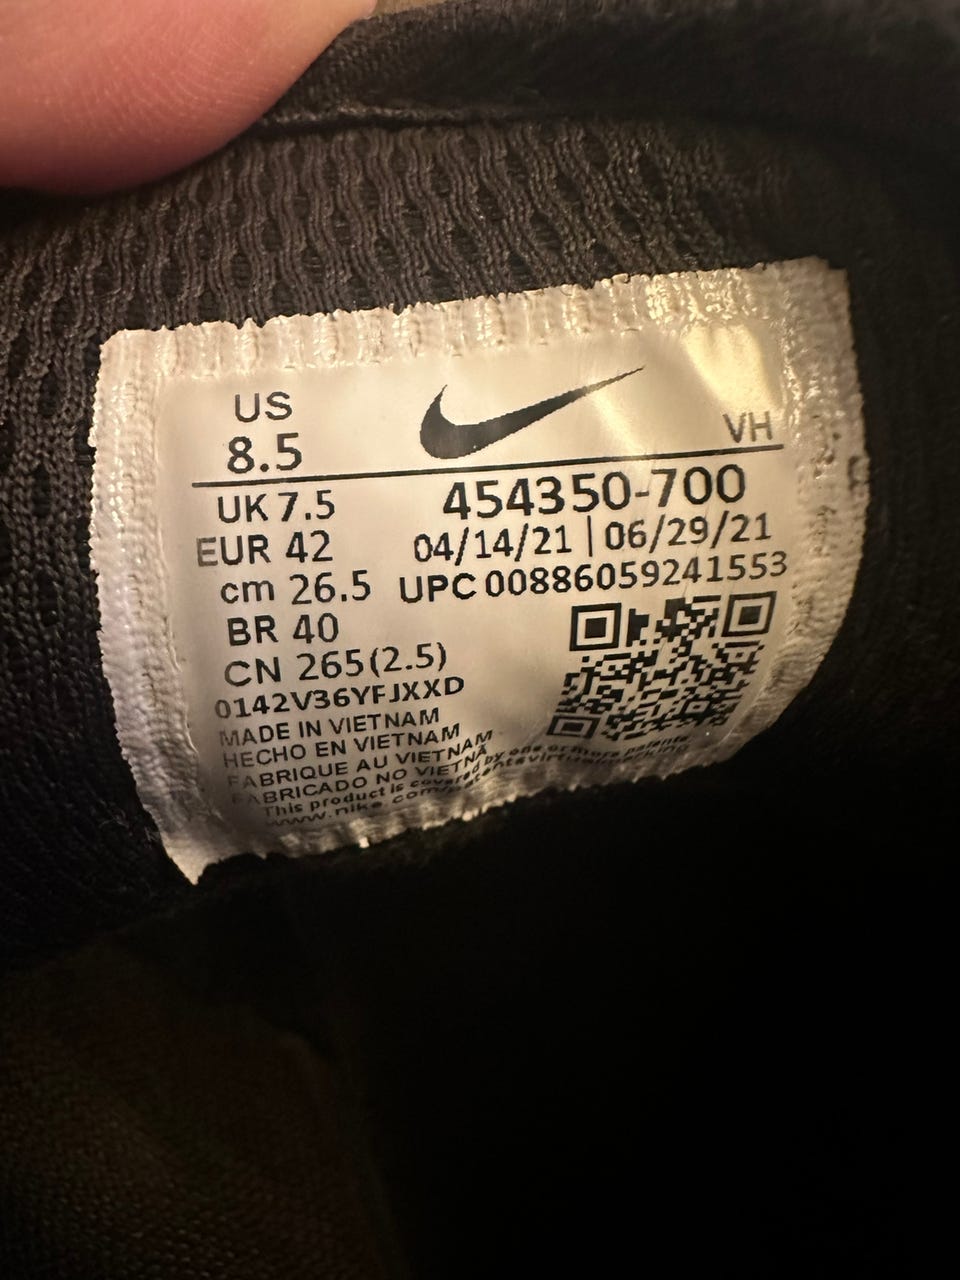 US
8.5
VH
UK 7.5
454350-700
EUR 42
04/14/21 | 06/29/21
cm 26.5
UPC 00886059241553
BR 40
CN 265(2.5)
0142V36YFJXXD
MADE IN VIETNAM
HECHO EN VIETNAM
FABRIQUE AU VIETNAM
FABRICADO NO VIETNÃ
This product is covered by one or more patents
www.nike.com/patentsvirtualmarking